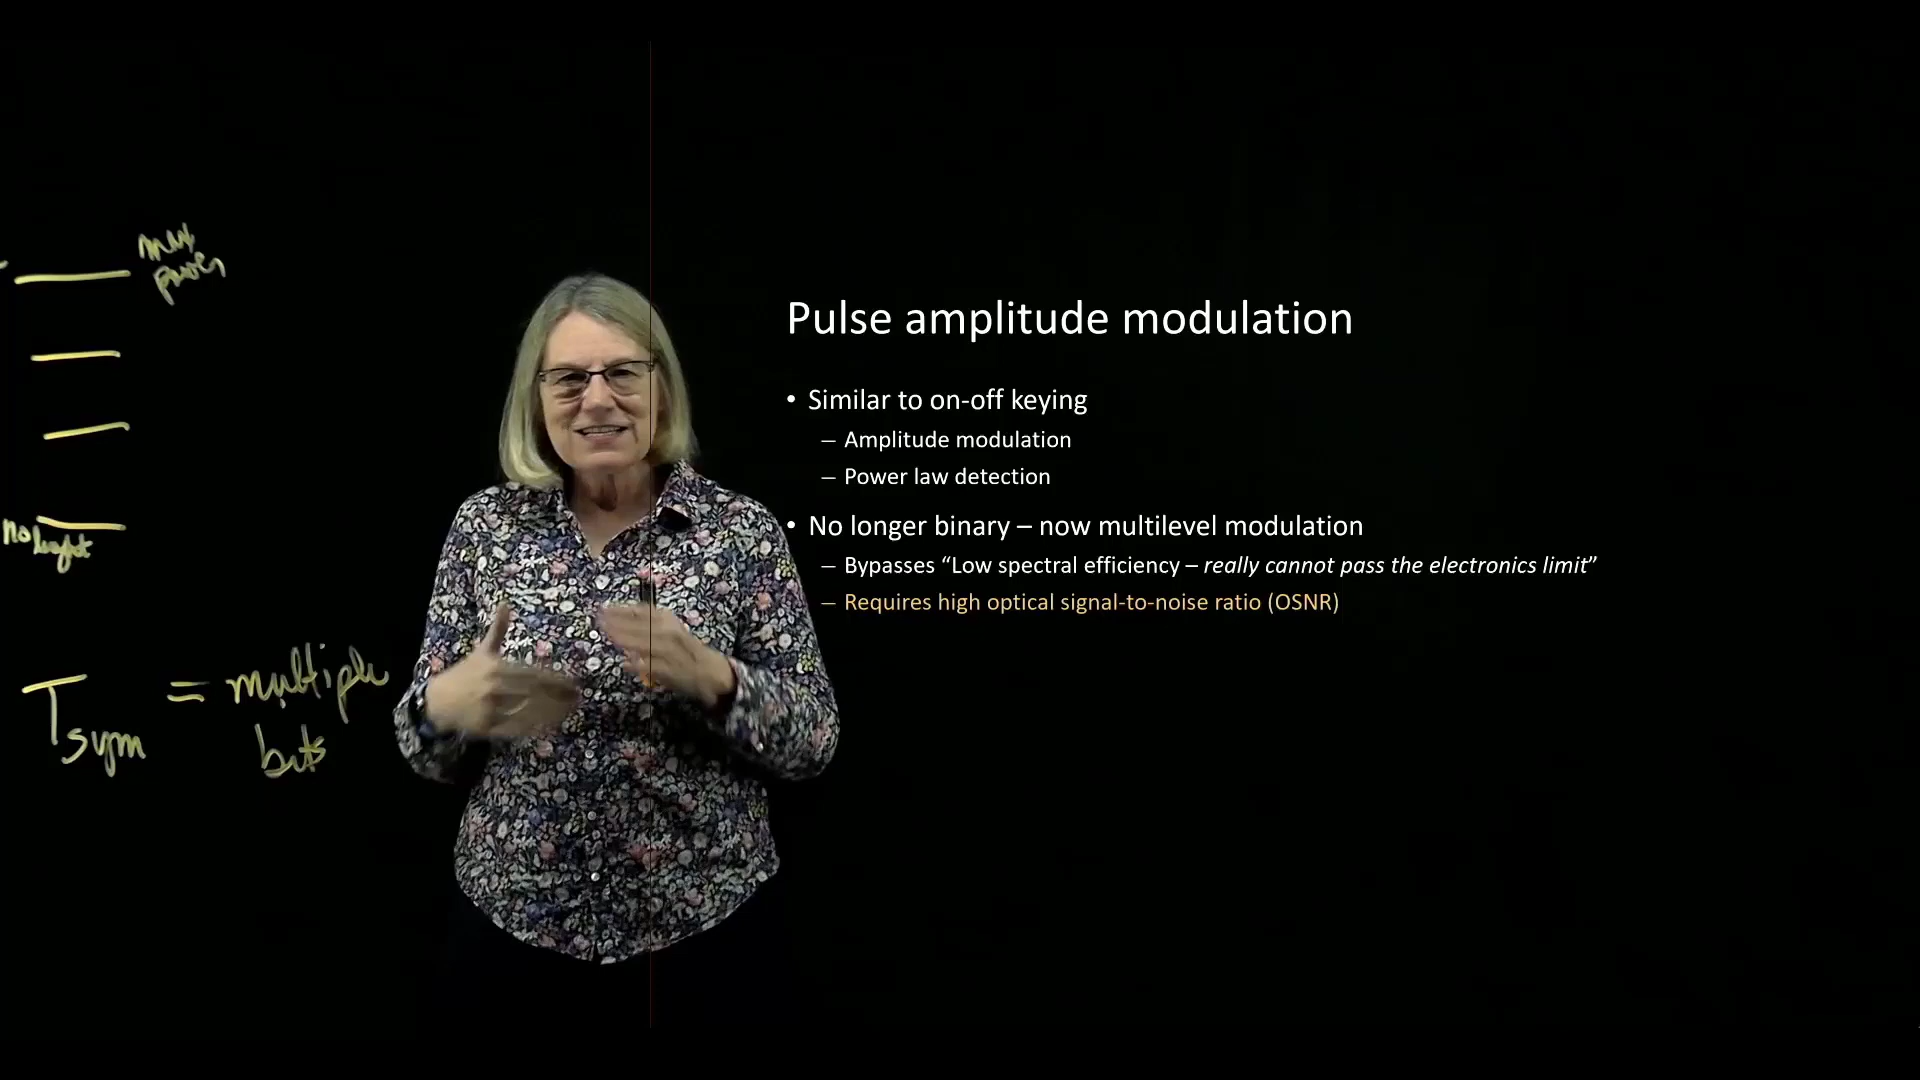 max
power
no light
Tsym = multiple
bits
Pulse amplitude modulation
• Similar to on-off keying
– Amplitude modulation
– Power law detection
• No longer binary – now multilevel modulation
– Bypasses “Low spectral efficiency – really cannot pass the electronics limit”
– Requires high optical signal-to-noise ratio (OSNR)